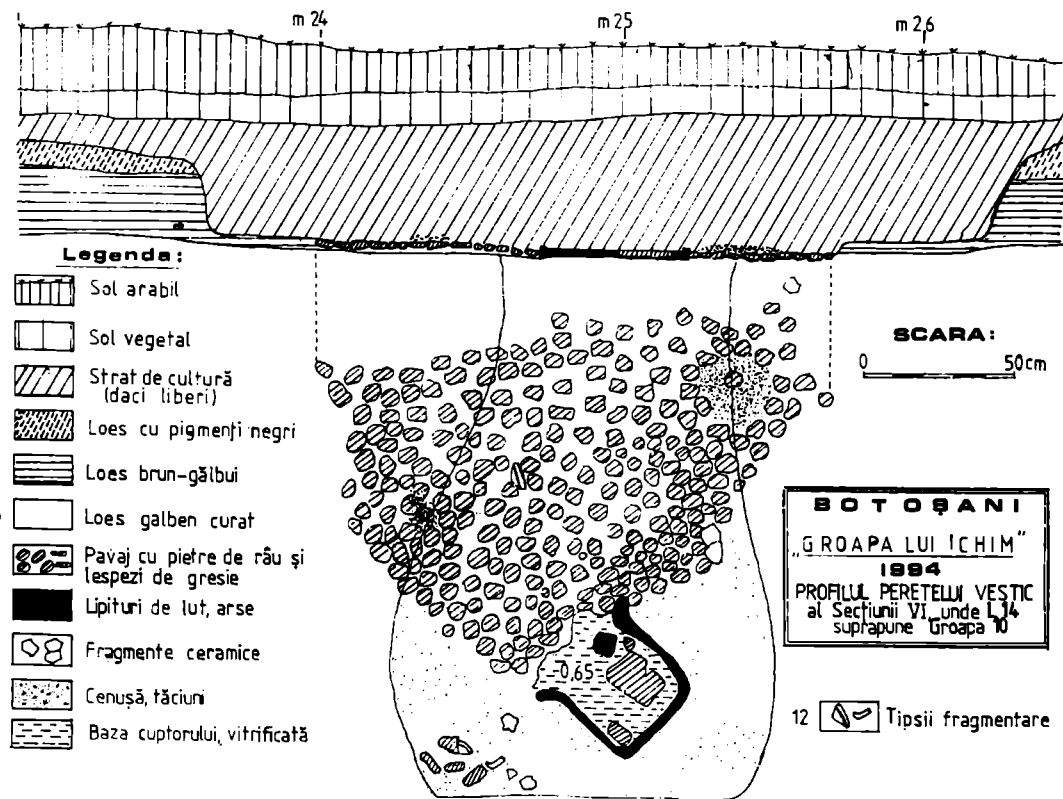 m 24
m 25
m 26
Legenda:
Sol arabil
Sol vegetal
Strat de cultură
(daci liberi)
Loes cu pigmenți negri
Loes brun-gălbui
Loes galben curat
Pavaj cu pietre de râu și
lespezi de gresie
Lipituri de lut, arse
Fragmente ceramice
Cenușă, tăciuni
Baza cuptorului, vitrificată
-0,65
SCARA:
0 50cm
BOTOȘANI
"GROAPA LUI ICHIM"
1994
PROFILUL PERETELUI VESTIC
al Secțiunii VI, unde L.14
suprapune Groapa 10
12 Tipsii fragmentare